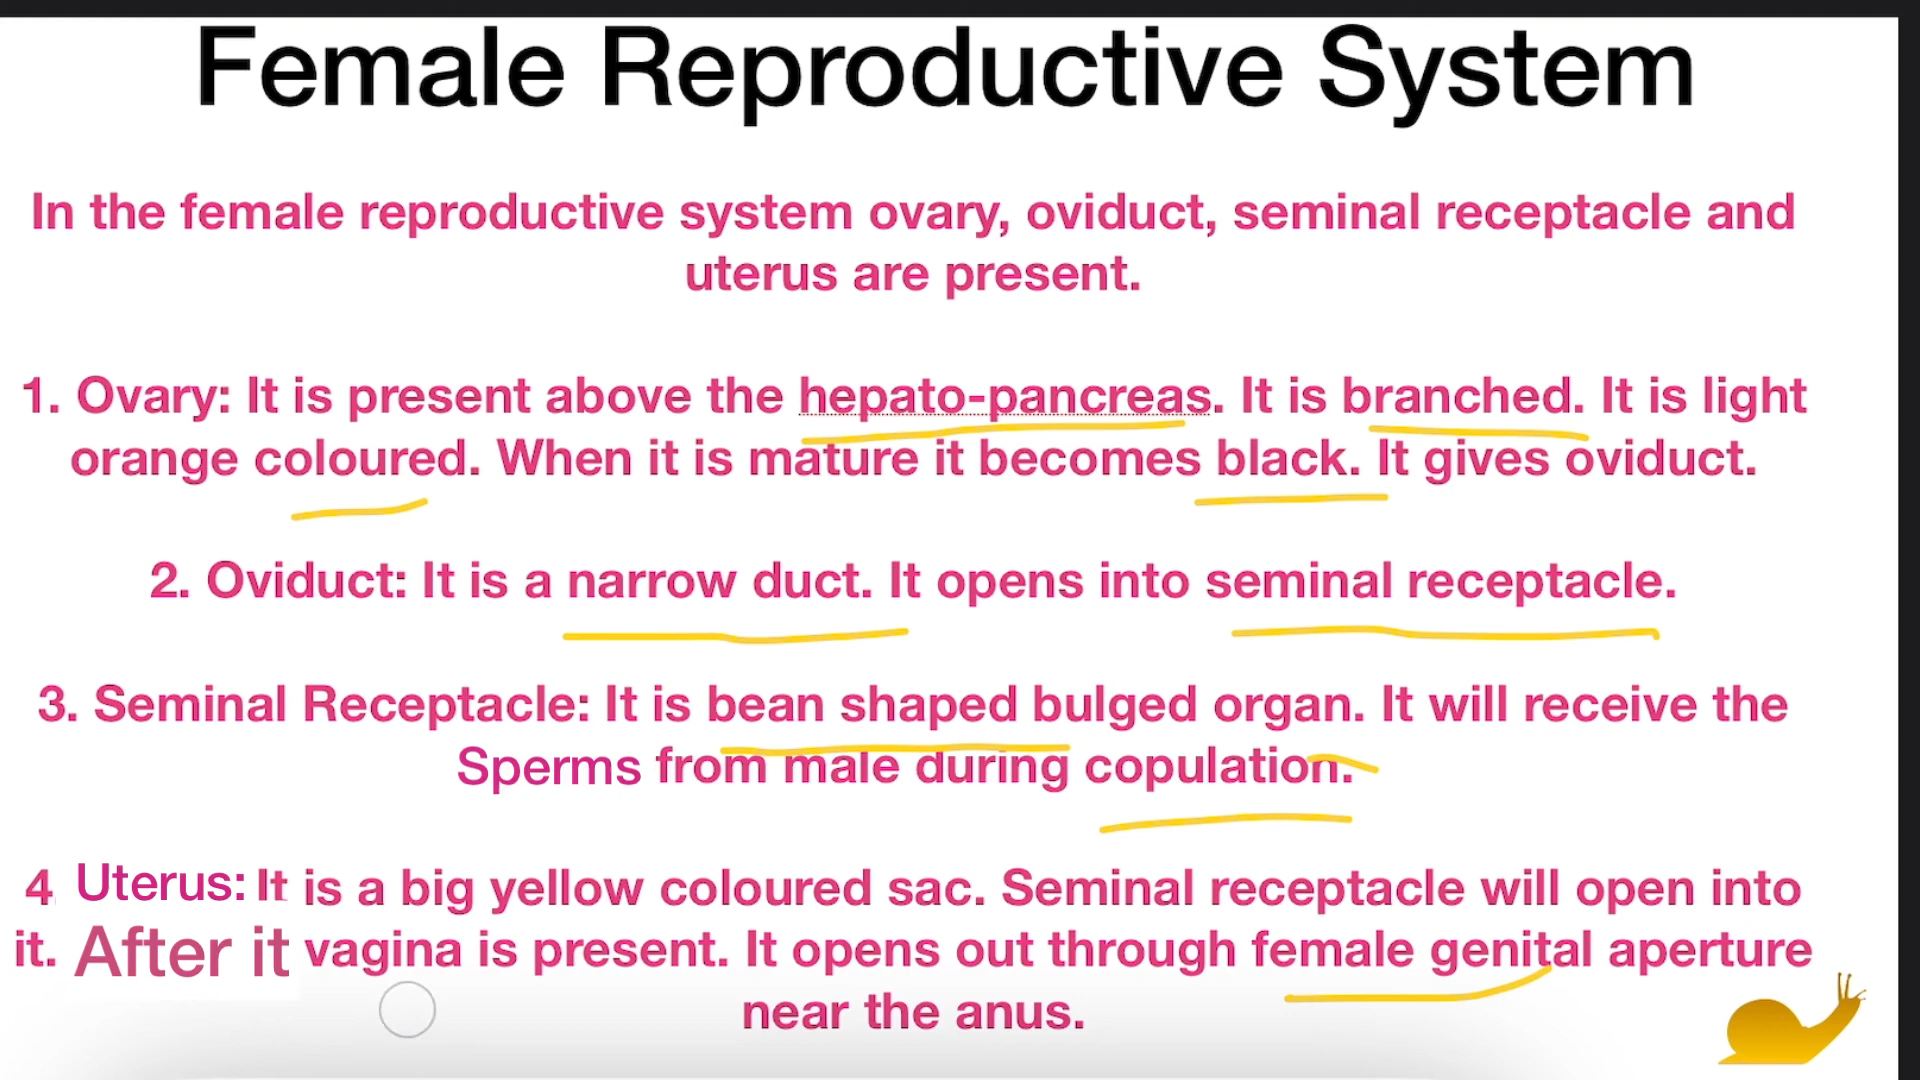 Female Reproductive System
In the female reproductive system ovary, oviduct, seminal receptacle and
uterus are present.
1. Ovary: It is present above the hepato-pancreas. It is branched. It is light
orange coloured. When it is mature it becomes black. It gives oviduct.
2. Oviduct: It is a narrow duct. It opens into seminal receptacle.
3. Seminal Receptacle: It is bean shaped bulged organ. It will receive the
Sperms from male during copulation.
4 Uterus: It is a big yellow coloured sac. Seminal receptacle will open into
it. After it vagina is present. It opens out through female genital aperture
near the anus.